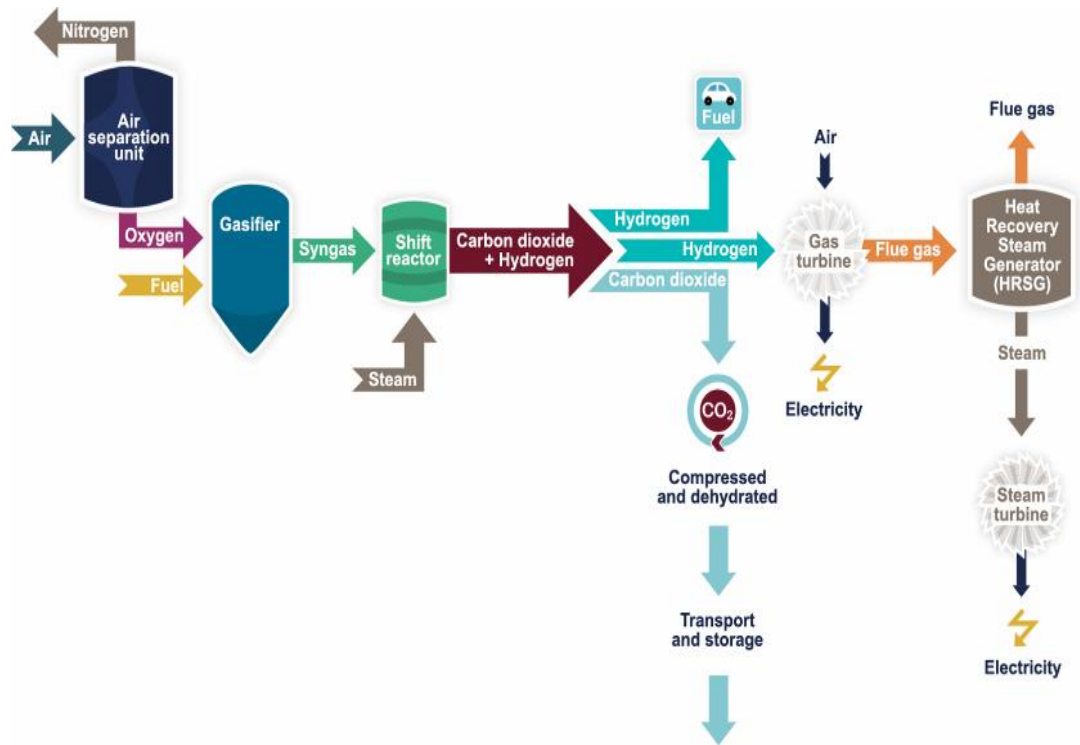 Nitrogen
Air
Air
separation
unit
Oxygen
Fuel
Gasifier
Syngas
Shift
reactor
Steam
Carbon dioxide
+ Hydrogen
Hydrogen
Fuel
Hydrogen
Carbon dioxide
CO₂
Compressed
and dehydrated
Transport
and storage
Air
Gas
turbine
Electricity
Flue gas
Flue gas
Heat
Recovery
Steam
Generator
(HRSG)
Steam
Steam
turbine
Electricity